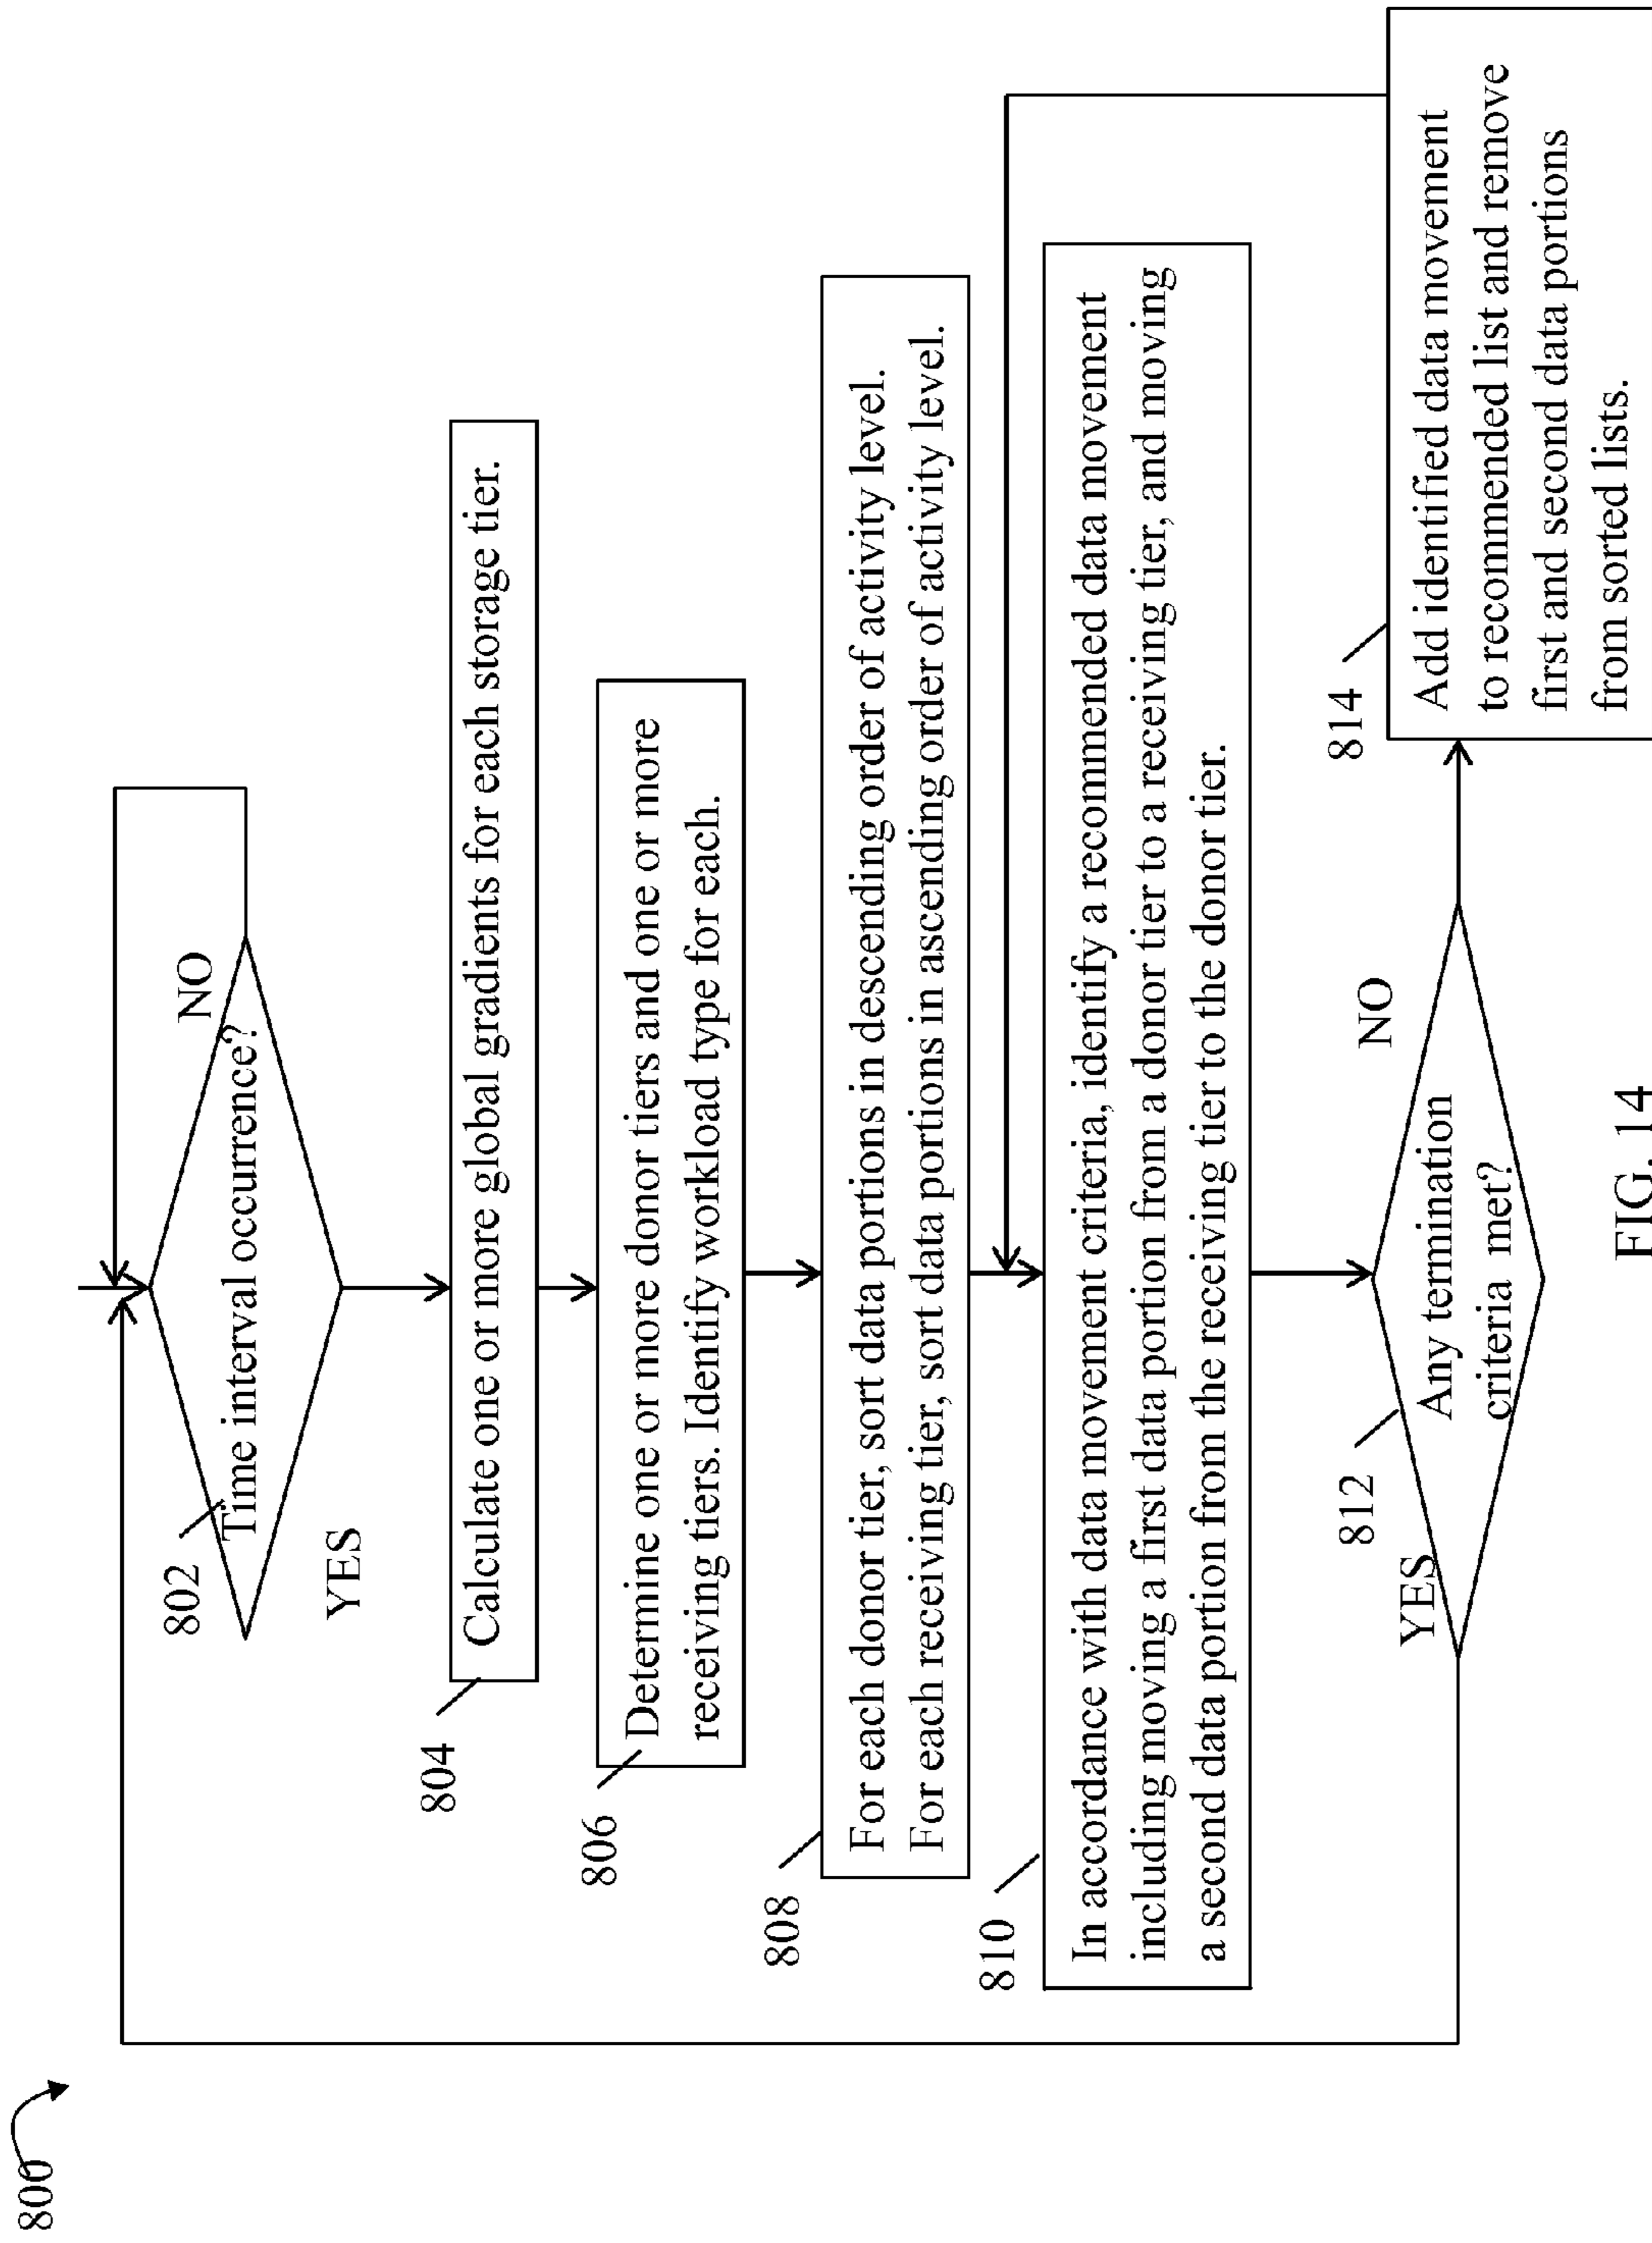 800
802
Time interval occurrence?
NO
YES
804
Calculate one or more global gradients for each storage tier.
806
Determine one or more donor tiers and one or more
receiving tiers. Identify workload type for each.
808
For each donor tier, sort data portions in descending order of activity level.
For each receiving tier, sort data portions in ascending order of activity level.
810
In accordance with data movement criteria, identify a recommended data movement
including moving a first data portion from a donor tier to a receiving tier, and moving
a second data portion from the receiving tier to the donor tier.
812
Any termination
criteria met?
YES
NO
814
Add identified data movement
to recommended list and remove
first and second data portions
from sorted lists.
FIG. 14